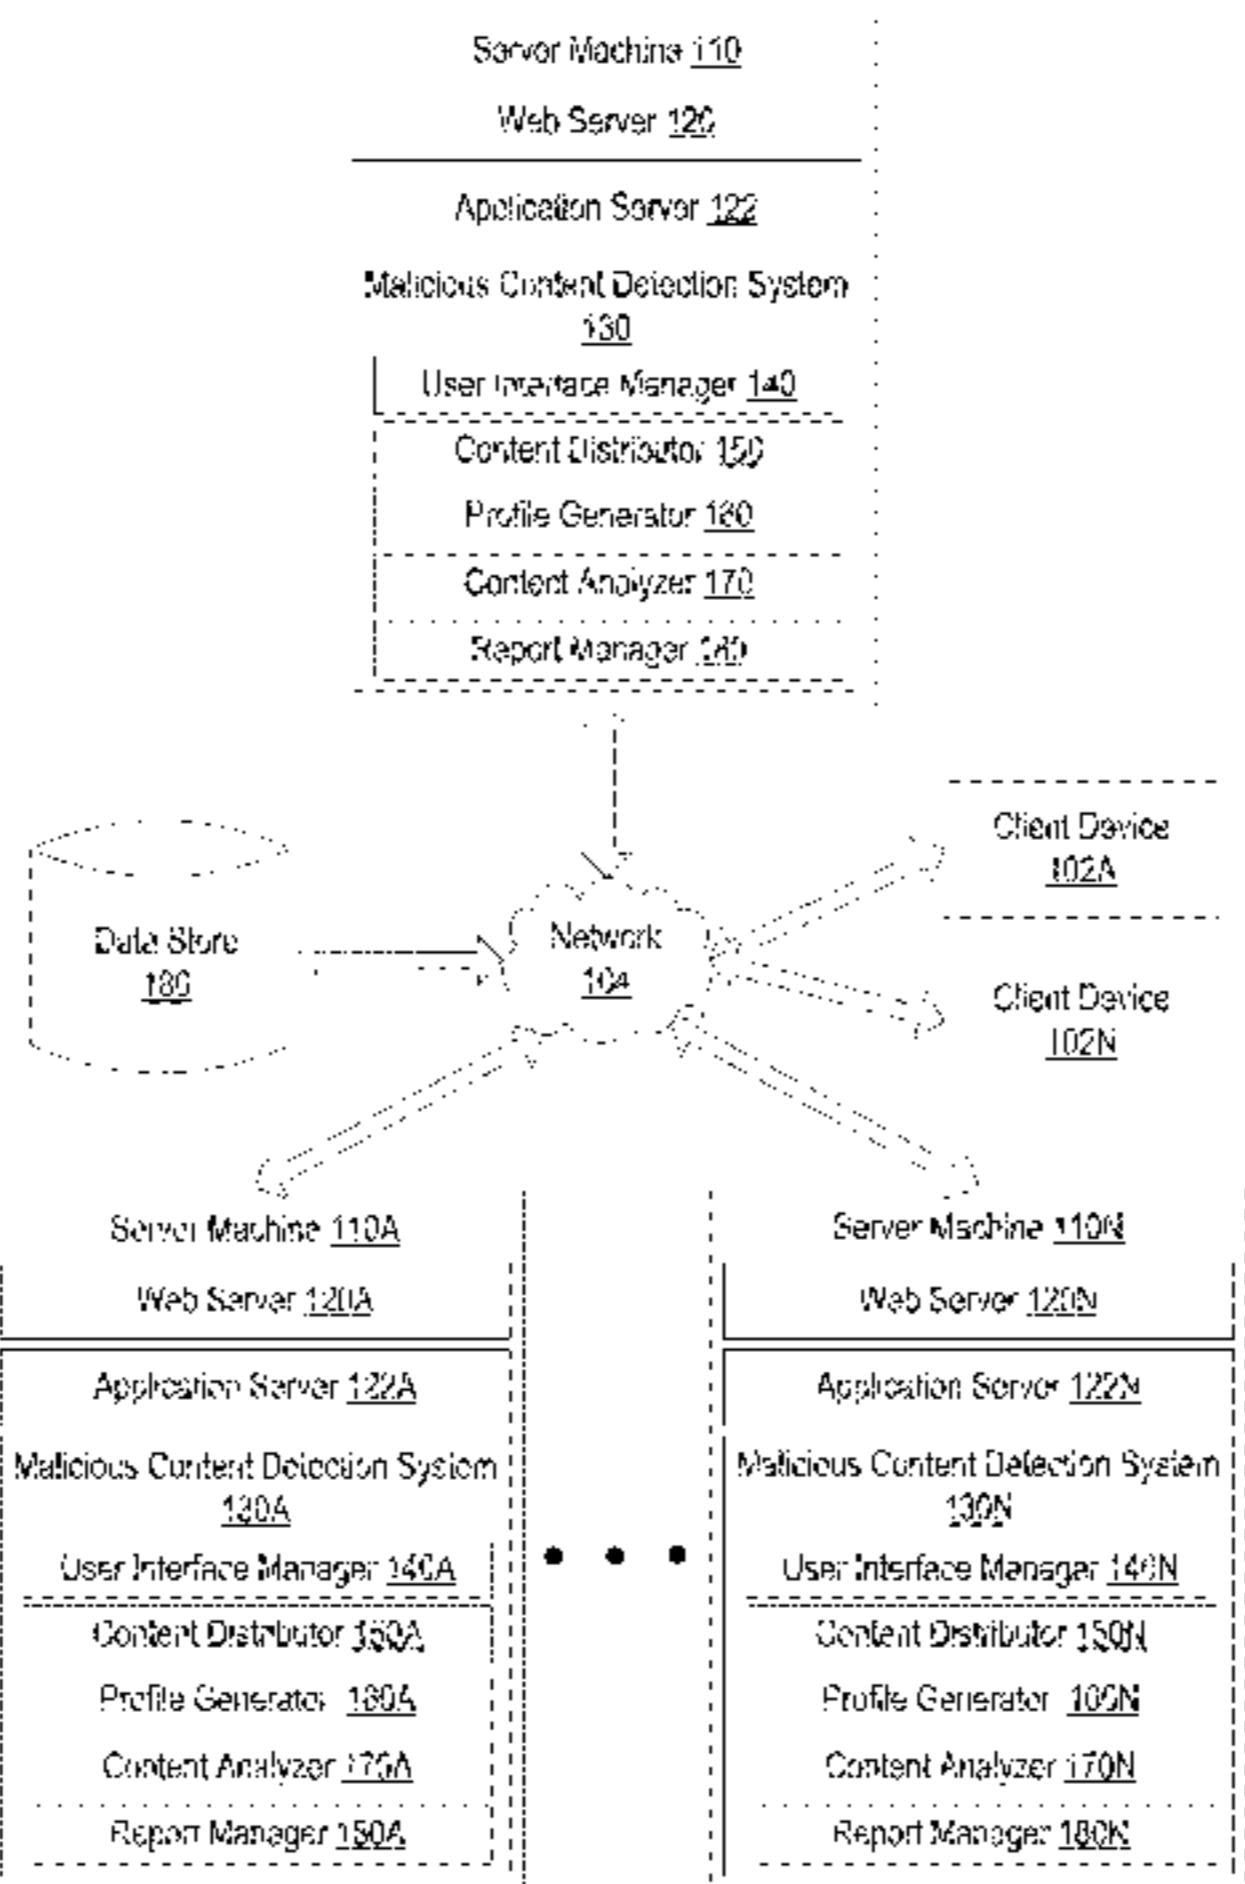 Server Machine 110
Web Server 120
Application Server 122
Malicious Content Detection System
130
User Interface Manager 140
Content Distributor 150
Profile Generator 160
Content Analyzer 170
Report Manager 180
Client Device
102A
Data Store
Network
104
Client Device
102N
Server Machine 110A
Server Machine 110N
Web Server 120A
Web Server 120N
Application Server 122A
Application Server 122N
Malicious Content Detection System
130A
Malicious Content Detection System
130N
User Interface Manager 140A
User Interface Manager 140N
Content Distributor 150A
Content Distributor 150N
Profile Generator 160A
Profile Generator 160N
Content Analyzer 170A
Content Analyzer 170N
Report Manager 180A
Report Manager 180N